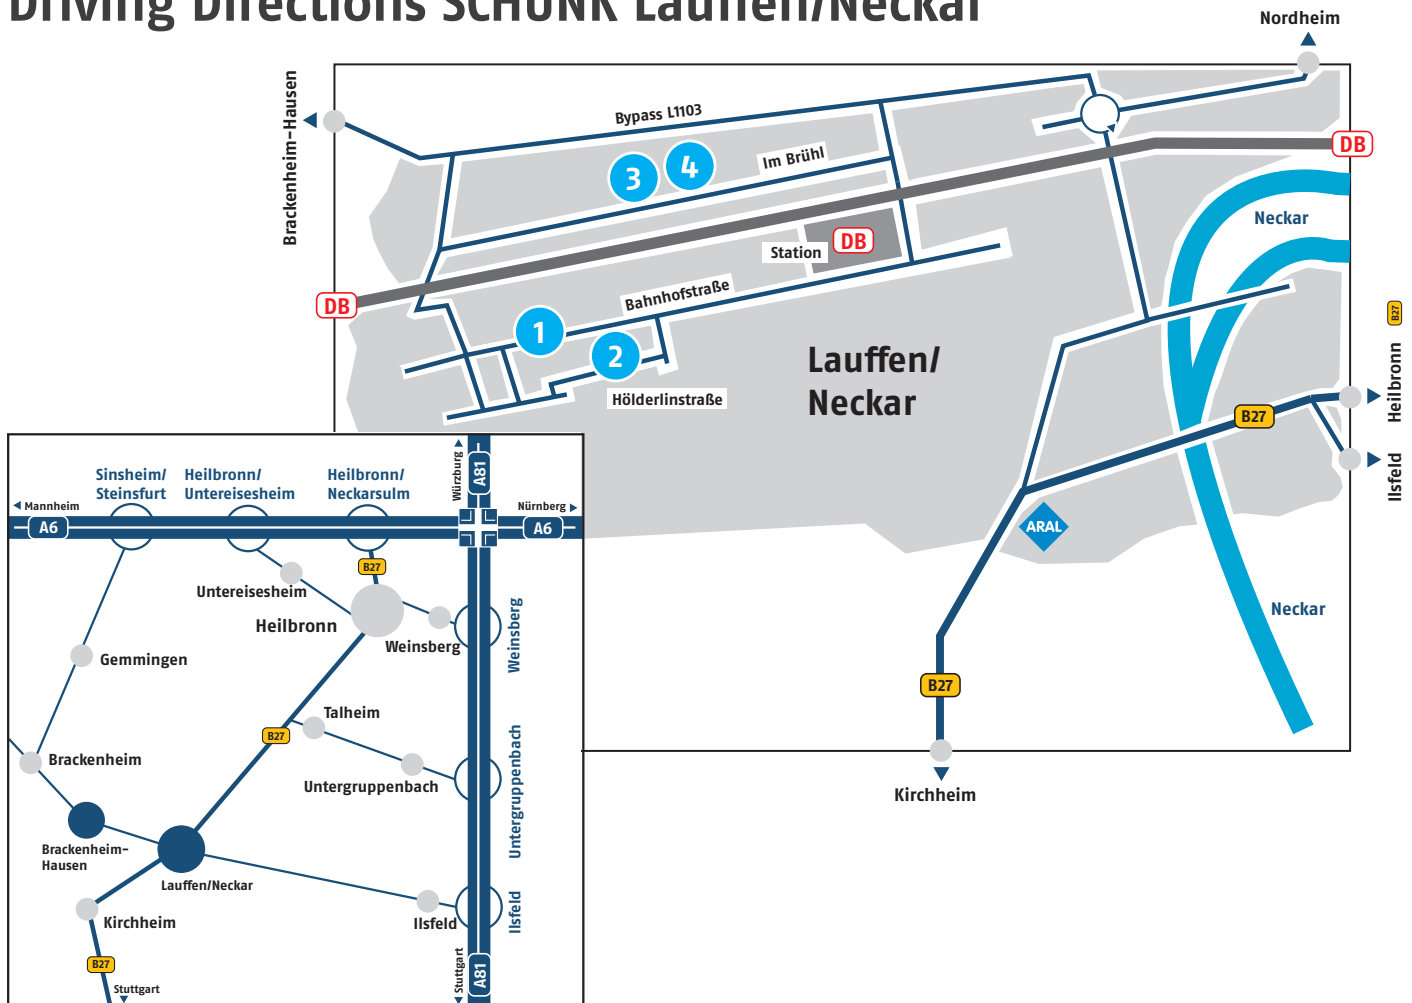 Driving Directions SCHUNK Lauffen/Neckar
Nordheim
Brackenheim-Hausen
Bypass L1103
Im Brühl
3
4
DB
Neckar
Station
DB
DB
Bahnhofstraße
1
2
Hölderlinstraße
Lauffen/
Neckar
B27
Heilbronn
B27
Ilsfeld
ARAL
Neckar
B27
Kirchheim
Sinsheim/
Steinsfurt
Heilbronn/
Untereisesheim
Heilbronn/
Neckarsulm
Würzburg
A81
Mannheim
Nürnberg
A6
A6
B27
Untereisesheim
Heilbronn
Weinsberg
Weinsberg
Gemmingen
Talheim
B27
Brackenheim
Untergruppenbach
Untergruppenbach
Brackenheim-
Hausen
Lauffen/Neckar
Kirchheim
Ilsfeld
Ilsfeld
B27
Stuttgart
Stuttgart
A81